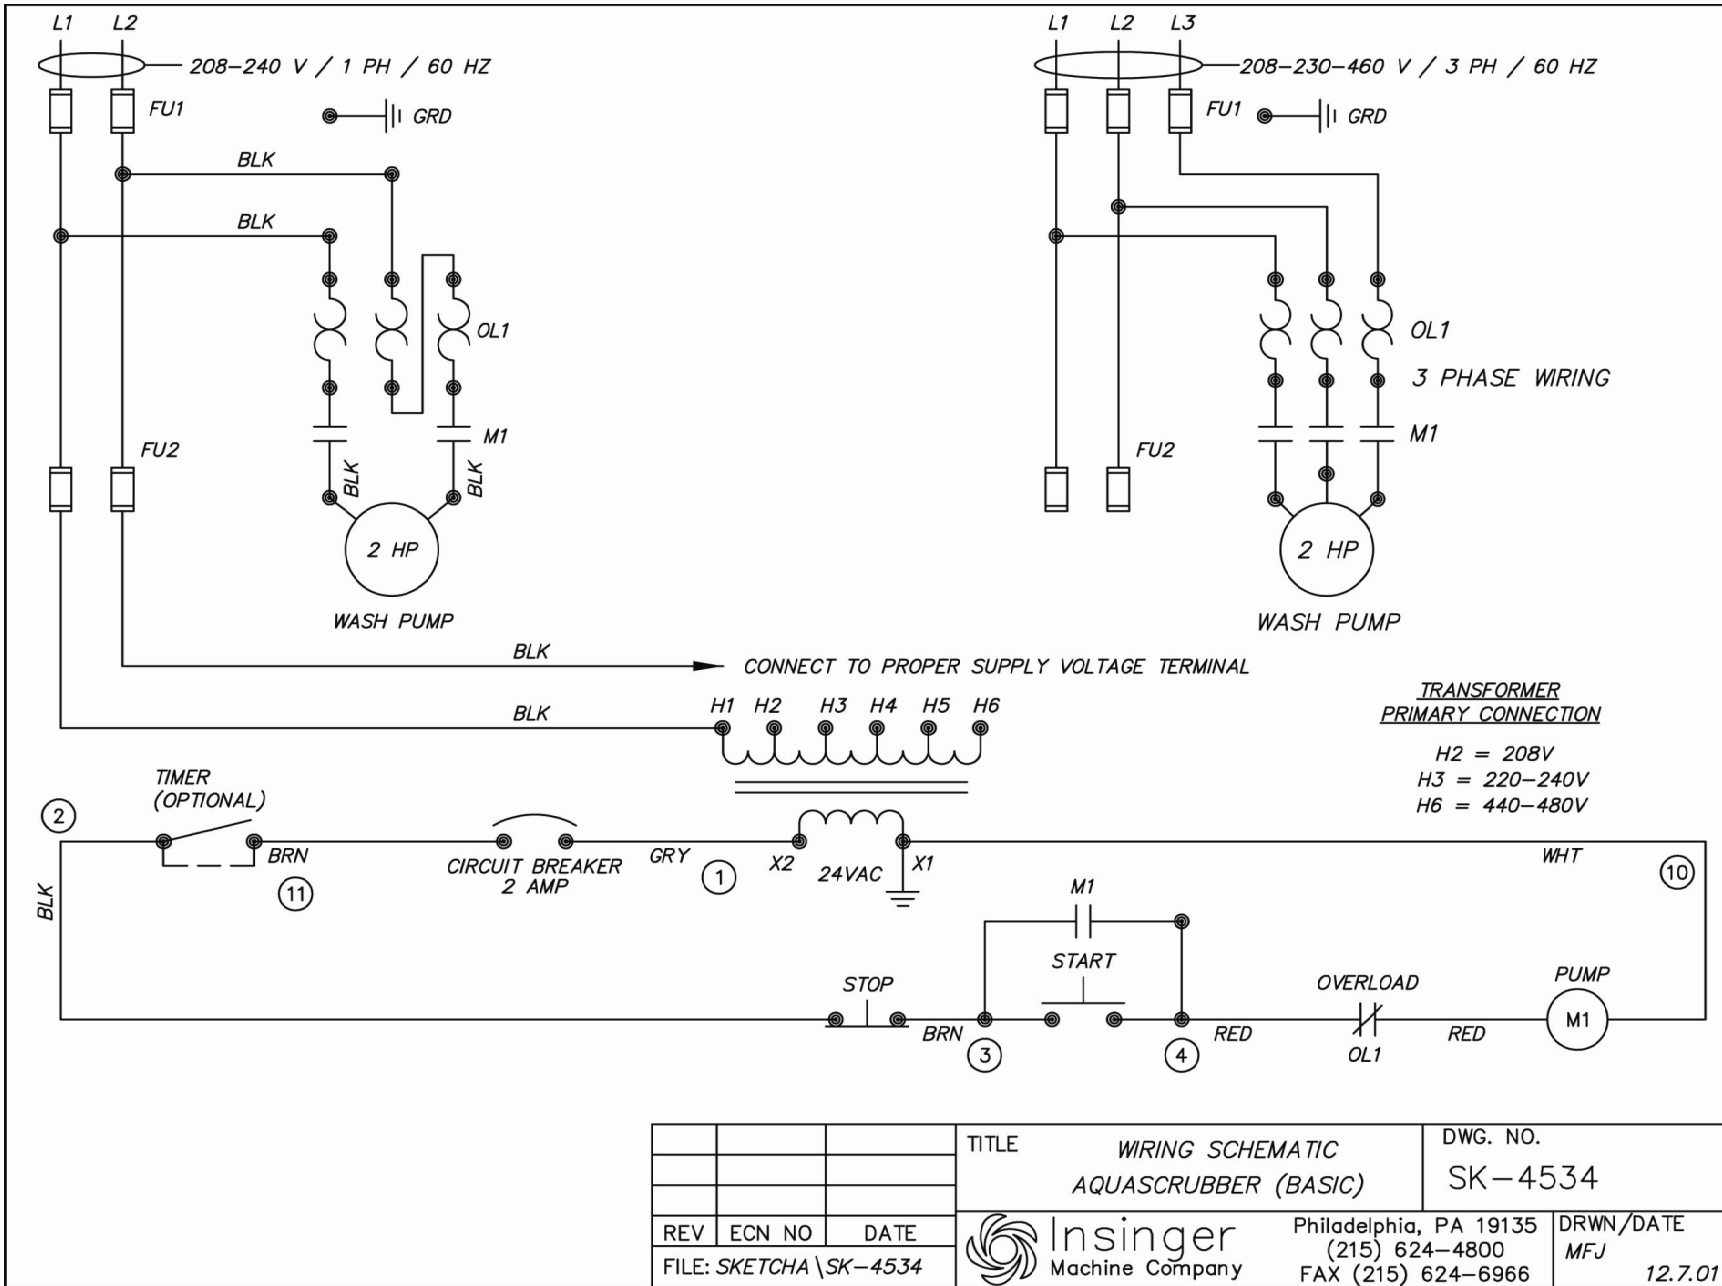 L1 L2
208-240 V / 1 PH / 60 HZ
FU1
GRD
BLK
BLK
OL1
M1
FU2
BLK
BLK
2 HP
WASH PUMP
L1 L2 L3
208-230-460 V / 3 PH / 60 HZ
FU1
GRD
OL1
3 PHASE WIRING
M1
FU2
2 HP
WASH PUMP
BLK
CONNECT TO PROPER SUPPLY VOLTAGE TERMINAL
BLK
H1 H2 H3 H4 H5 H6
TRANSFORMER
PRIMARY CONNECTION
H2 = 208V
H3 = 220-240V
H6 = 440-480V
TIMER
(OPTIONAL)
2
BRN
11
CIRCUIT BREAKER
2 AMP
GRY
1
X2
24VAC
X1
WHT
10
BLK
M1
START
STOP
BRN
3
4
RED
OVERLOAD
OL1
RED
PUMP
M1
REV ECN NO DATE
FILE: SKETCHA\SK-4534
TITLE
WIRING SCHEMATIC
AQUASCRUBBER (BASIC)
DWG. NO.
SK-4534
Insinger
Machine Company
Philadelphia, PA 19135
(215) 624-4800
FAX (215) 624-6966
DRWN/DATE
MFJ
12.7.01